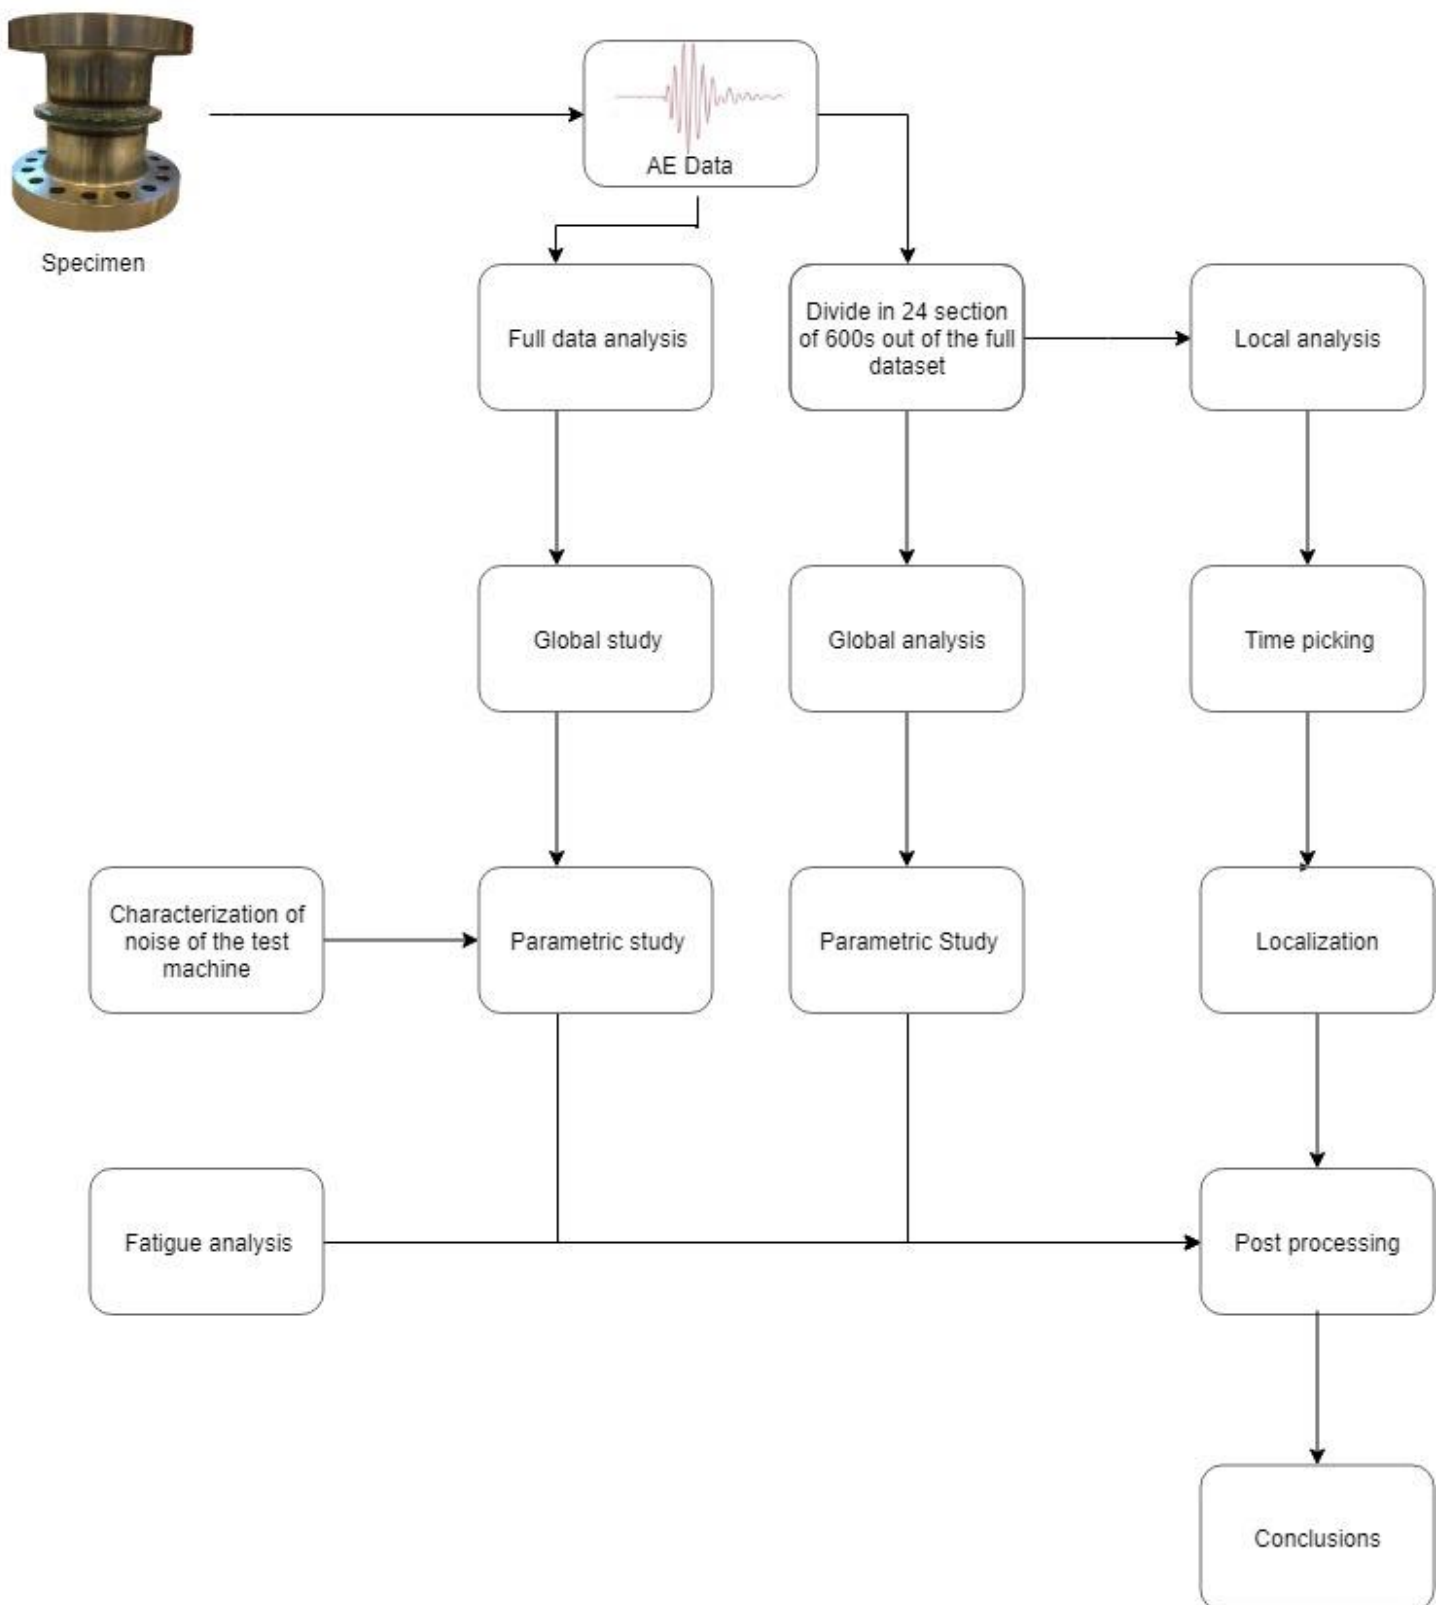 AE Data
Specimen
Full data analysis
Divide in 24 section
of 600s out of the full
dataset
Local analysis
Global study
Global analysis
Time picking
Characterization of
noise of the test
machine
Parametric study
Parametric Study
Localization
Fatigue analysis
Post processing
Conclusions